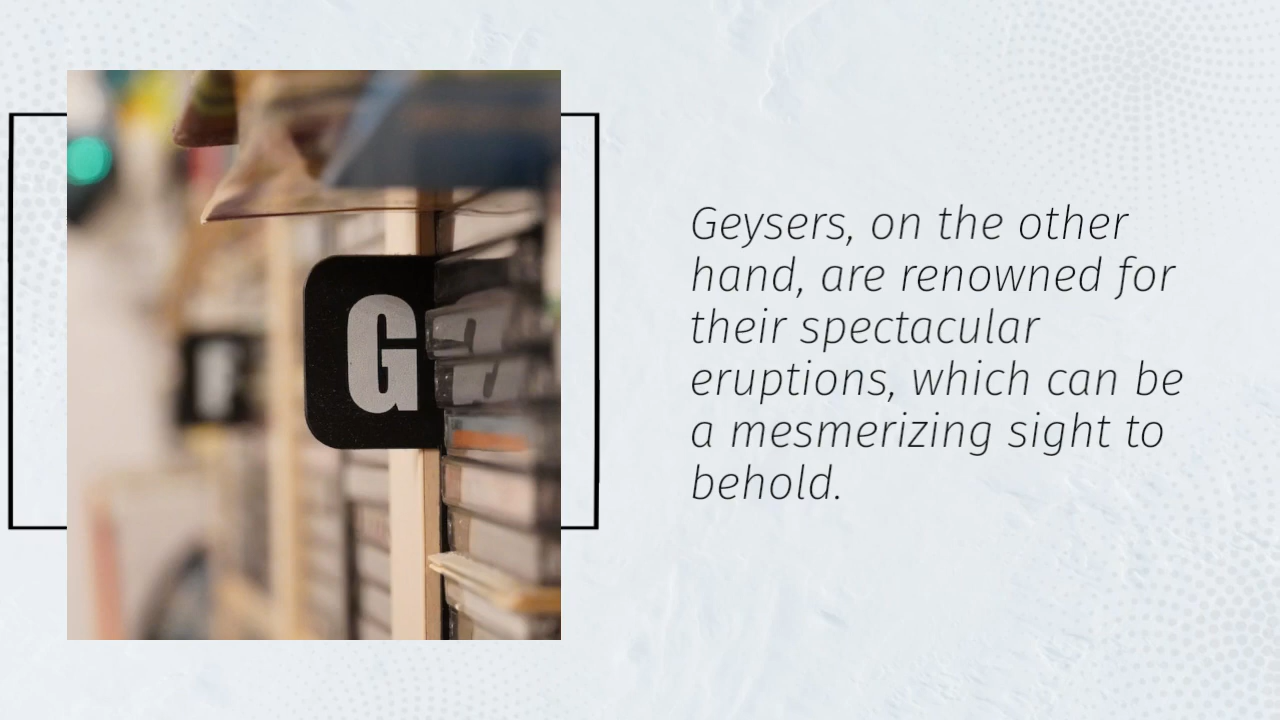 G
Geysers, on the other
hand, are renowned for
their spectacular
eruptions, which can be
a mesmerizing sight to
behold.